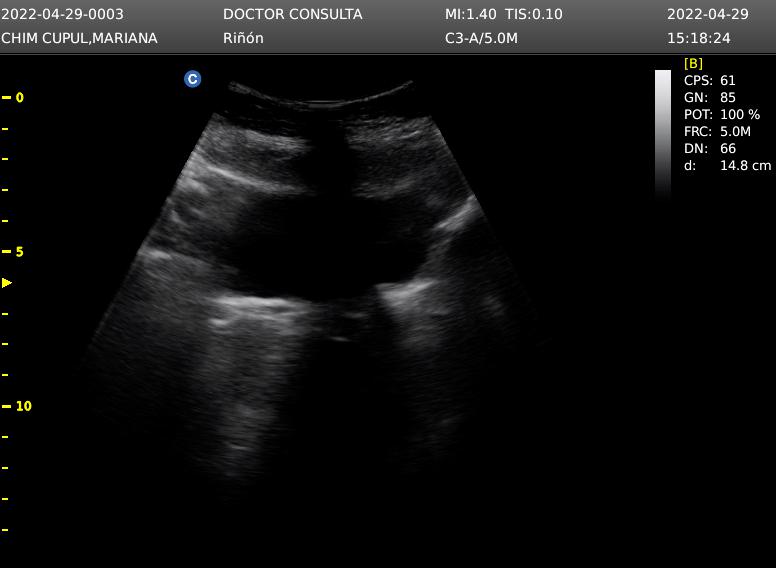 2022-04-29-0003 DOCTOR CONSULTA MI:1.40 TIS:0.10 2022-04-29
CHIM CUPUL,MARIANA Riñón C3-A/5.0M 15:18:24
C
[B]
CPS: 61
GN: 85
POT: 100 %
FRC: 5.0M
DN: 66
d: 14.8 cm
0
5
10